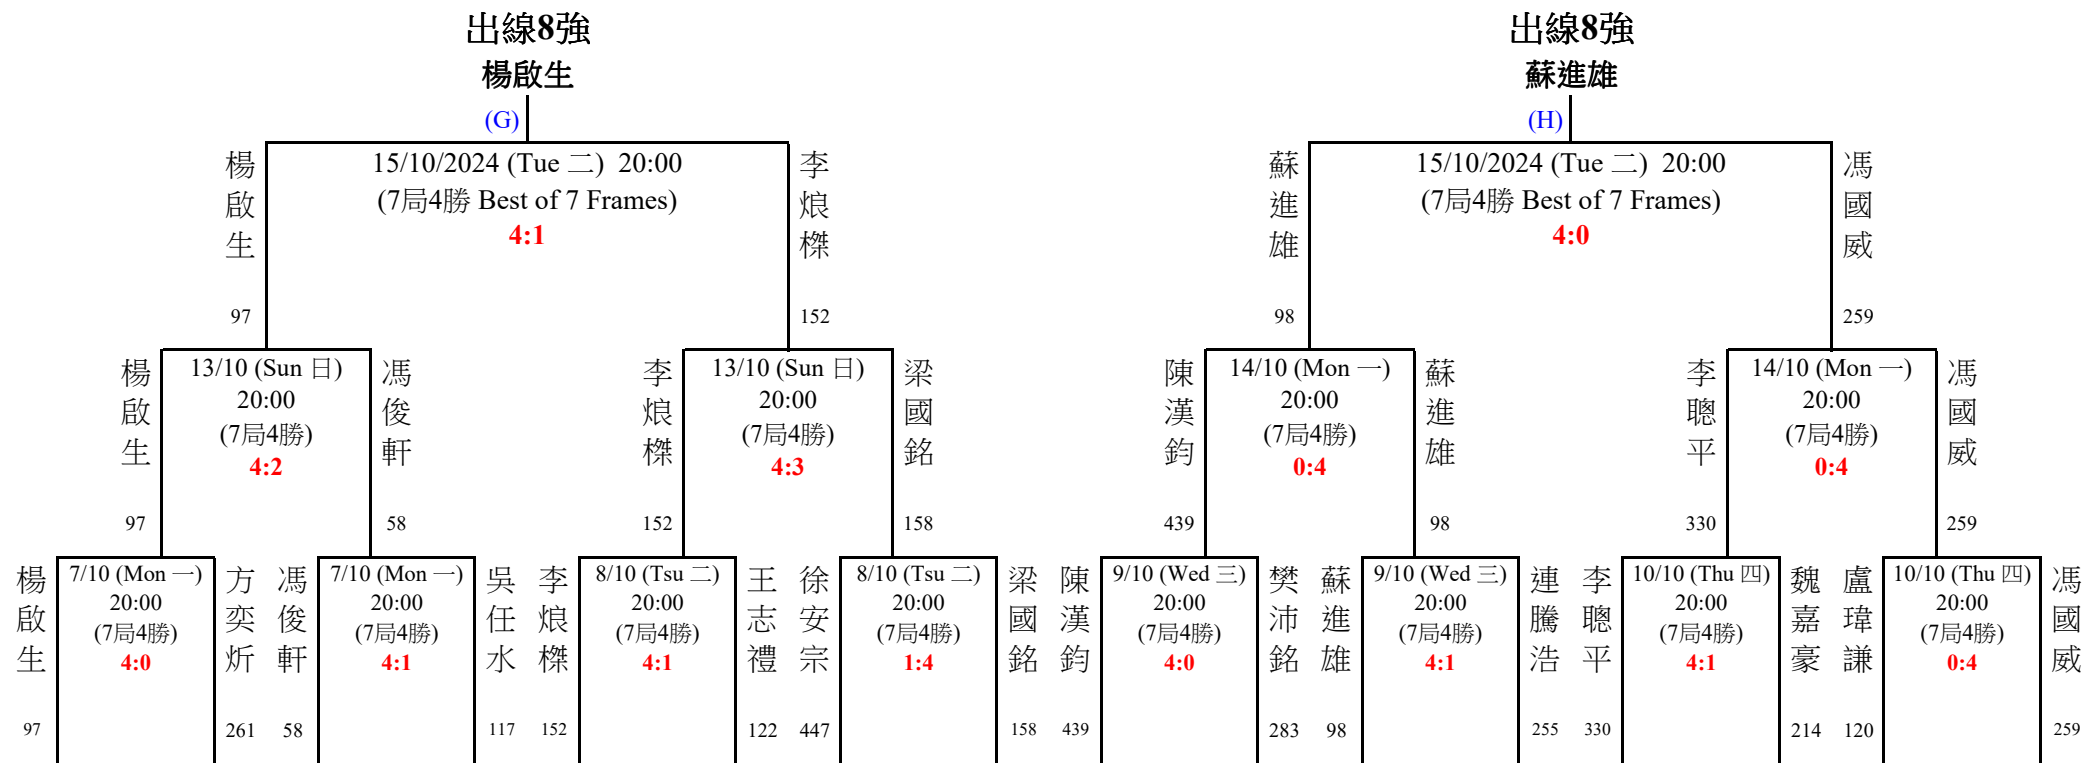 出線8強
楊啟生
(G)
楊啟生
15/10/2024 (Tue 二) 20:00
(7局4勝 Best of 7 Frames)
4:1
李烺榤
97
152
出線8強
蘇進雄
(H)
蘇進雄
15/10/2024 (Tue 二) 20:00
(7局4勝 Best of 7 Frames)
4:0
馮國威
98
259
楊啟生
13/10 (Sun 日)
20:00
(7局4勝)
4:2
馮俊軒
97
58
李烺榤
13/10 (Sun 日)
20:00
(7局4勝)
4:3
梁國銘
152
158
陳漢鈞
14/10 (Mon 一)
20:00
(7局4勝)
0:4
蘇進雄
439
98
李聰平
14/10 (Mon 一)
20:00
(7局4勝)
0:4
馮國威
330
259
楊啟生
7/10 (Mon 一)
20:00
(7局4勝)
4:0
方奕炘
97
261
馮俊軒
7/10 (Mon 一)
20:00
(7局4勝)
4:1
吳任水
58
117
李烺榤
8/10 (Tsu 二)
20:00
(7局4勝)
4:1
王志禮
152
122
徐安宗
8/10 (Tsu 二)
20:00
(7局4勝)
1:4
梁國銘
447
158
陳漢鈞
9/10 (Wed 三)
20:00
(7局4勝)
4:0
樊沛銘
439
283
蘇進雄
9/10 (Wed 三)
20:00
(7局4勝)
4:1
連騰浩
98
255
李聰平
10/10 (Thu 四)
20:00
(7局4勝)
4:1
魏嘉豪
330
214
盧瑋謙
10/10 (Thu 四)
20:00
(7局4勝)
0:4
馮國威
120
259